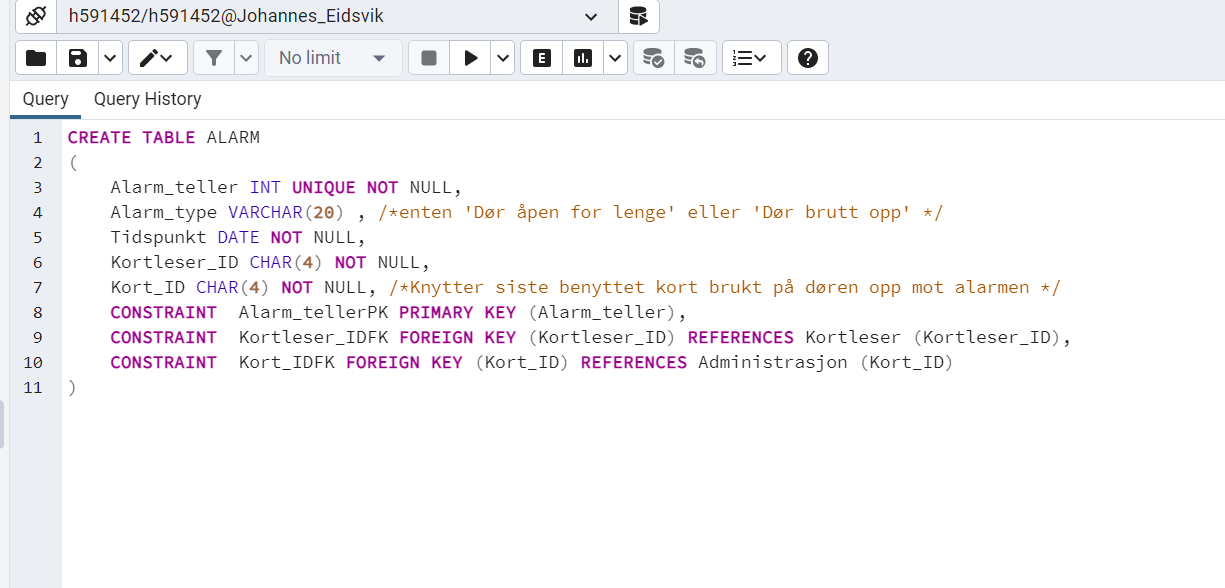 h591452/h591452@Johannes_Eidsvik
No limit
E
Query Query History
1 CREATE TABLE ALARM
2 (
3 Alarm_teller INT UNIQUE NOT NULL,
4 Alarm_type VARCHAR(20) , /*enten 'Dør åpen for lenge' eller 'Dør brutt opp' */
5 Tidspunkt DATE NOT NULL,
6 Kortleser_ID CHAR(4) NOT NULL,
7 Kort_ID CHAR(4) NOT NULL, /*Knytter siste benyttet kort brukt på døren opp mot alarmen */
8 CONSTRAINT  Alarm_tellerPK PRIMARY KEY (Alarm_teller),
9 CONSTRAINT  Kortleser_IDFK FOREIGN KEY (Kortleser_ID) REFERENCES Kortleser (Kortleser_ID),
10 CONSTRAINT  Kort_IDFK FOREIGN KEY (Kort_ID) REFERENCES Administrasjon (Kort_ID)
11 )